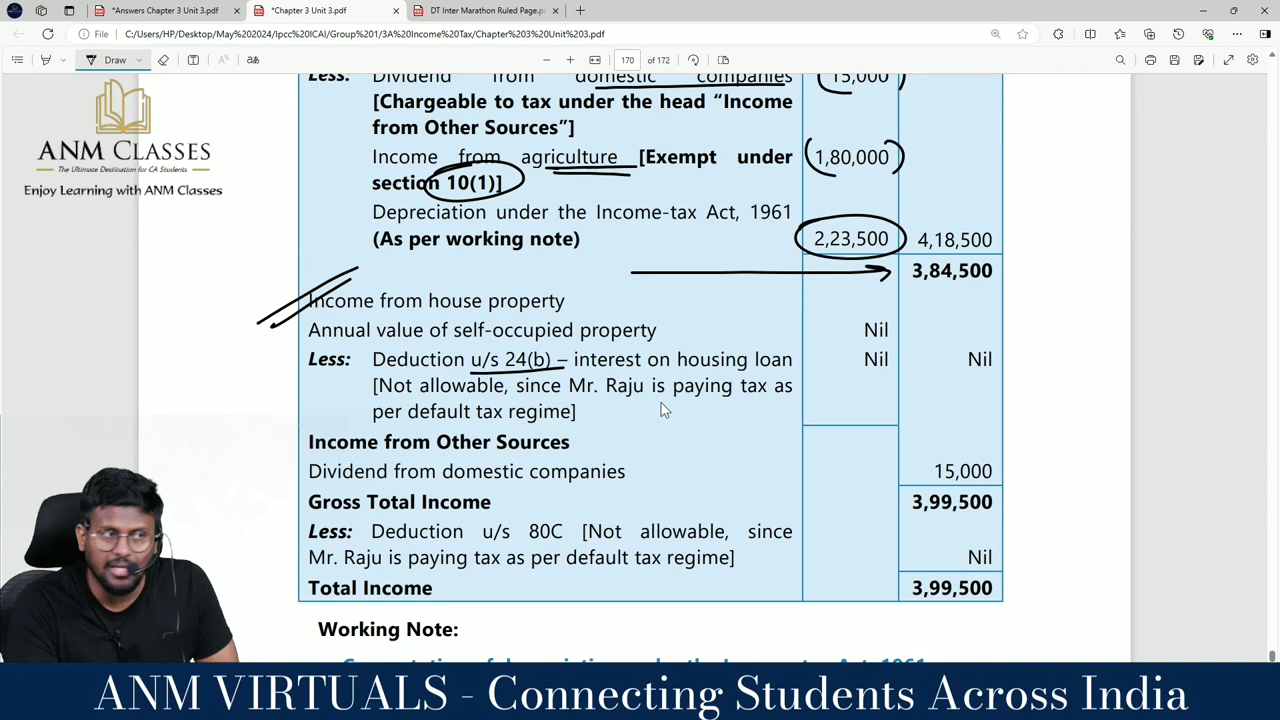 *Answers Chapter 3 Unit 3.pdf
*Chapter 3 Unit 3.pdf
DT Inter Marathon Ruled Page.p
File
C:/Users/HP/Desktop/May%202024/Ipcc%20ICAI/Group%201/3A%20Income%20Tax/Chapter%203%20Unit%203.pdf
Draw
170 of 172
Less: Dividend from domestic companies (15,000)
[Chargeable to tax under the head “Income
from Other Sources”]
Income from agriculture [Exempt under (1,80,000)
section 10(1)]
Depreciation under the Income-tax Act, 1961
(As per working note) 2,23,500 4,18,500
3,84,500
Income from house property
Annual value of self-occupied property Nil
Less: Deduction u/s 24(b) – interest on housing loan Nil Nil
[Not allowable, since Mr. Raju is paying tax as
per default tax regime]
Income from Other Sources
Dividend from domestic companies 15,000
Gross Total Income 3,99,500
Less: Deduction u/s 80C [Not allowable, since
Mr. Raju is paying tax as per default tax regime] Nil
Total Income 3,99,500
Working Note:
ANM CLASSES
The Ultimate Destination for CA Students
Enjoy Learning with ANM Classes
ANM VIRTUALS - Connecting Students Across India